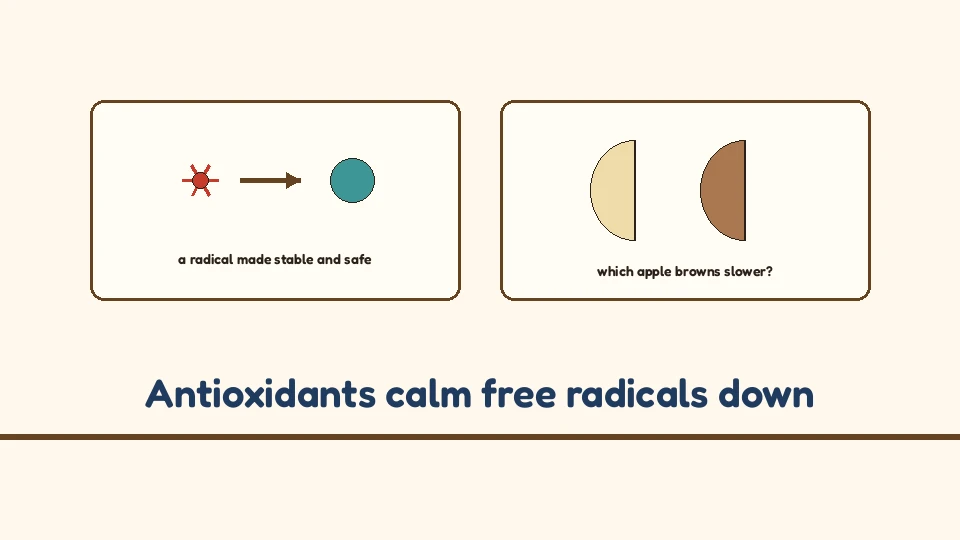 a radical made stable and safe
which apple browns slower?
Antioxidants calm free radicals down